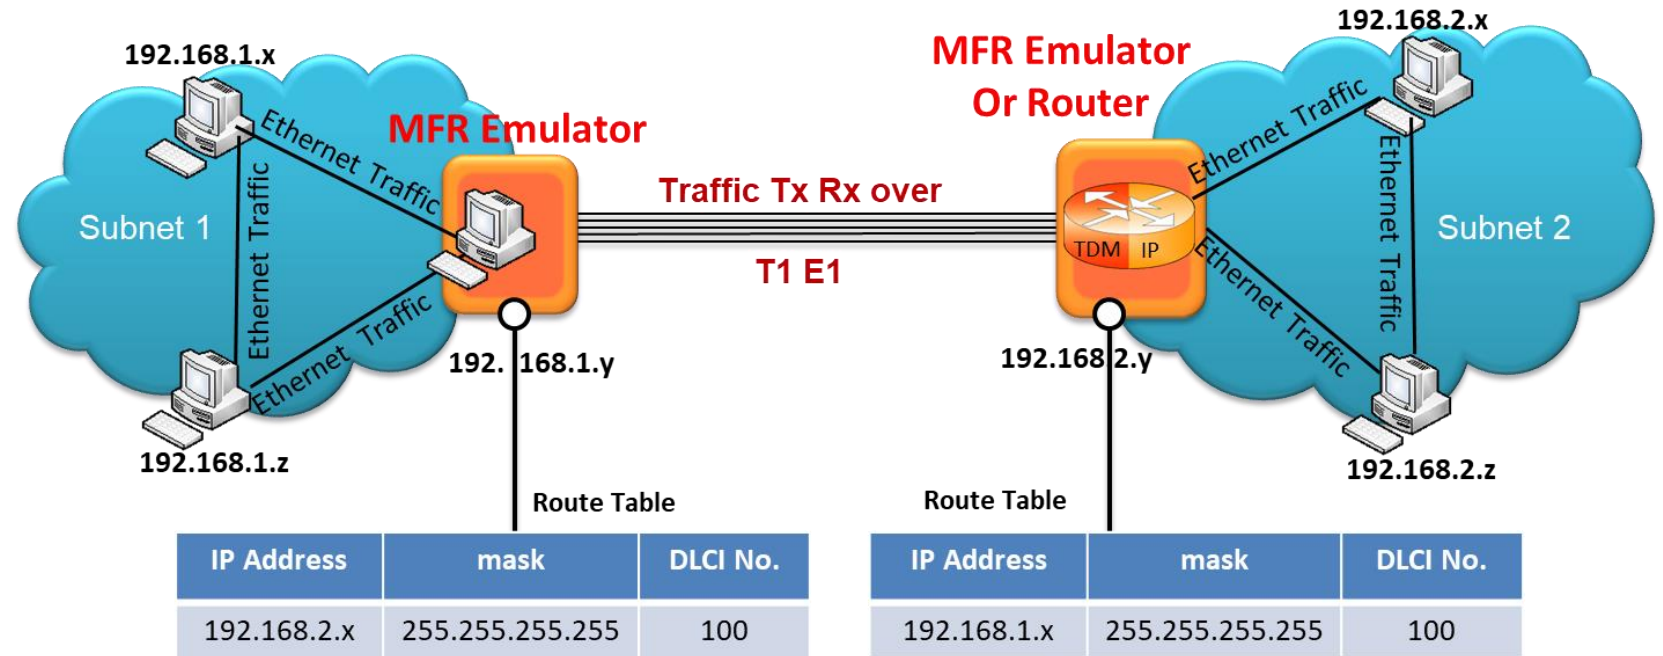 192.168.1.x
MFR Emulator
Subnet 1
Ethernet Traffic
Ethernet Traffic
Ethernet Traffic
192.168.1.z
192. 168.1.y
Traffic Tx Rx over
T1 E1
MFR Emulator
Or Router
TDM IP
192.168.2.y
192.168.2.x
Ethernet Traffic
Ethernet Traffic
Ethernet Traffic
Subnet 2
192.168.2.z
Route Table
IP Address mask DLCI No.
192.168.2.x 255.255.255.255 100
Route Table
IP Address mask DLCI No.
192.168.1.x 255.255.255.255 100